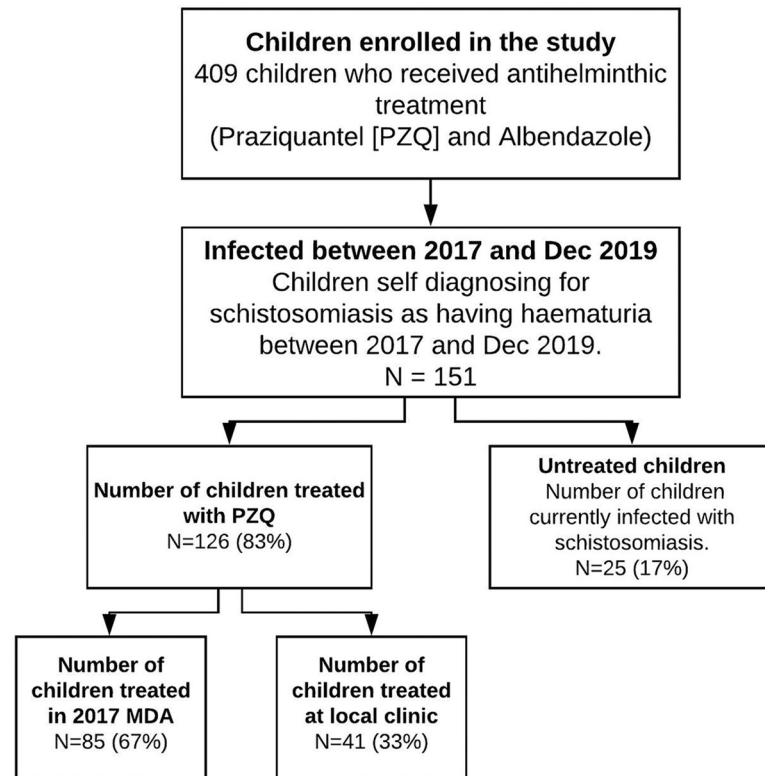 Children enrolled in the study
409 children who received antihelminthic
treatment
(Praziquantel [PZQ] and Albendazole)
Infected between 2017 and Dec 2019
Children self diagnosing for
schistosomiasis as having haematuria
between 2017 and Dec 2019.
N = 151
Number of children treated
with PZQ
N=126 (83%)
Untreated children
Number of children
currently infected with
schistosomiasis.
N=25 (17%)
Number of
children treated
in 2017 MDA
N=85 (67%)
Number of
children treated
at local clinic
N=41 (33%)